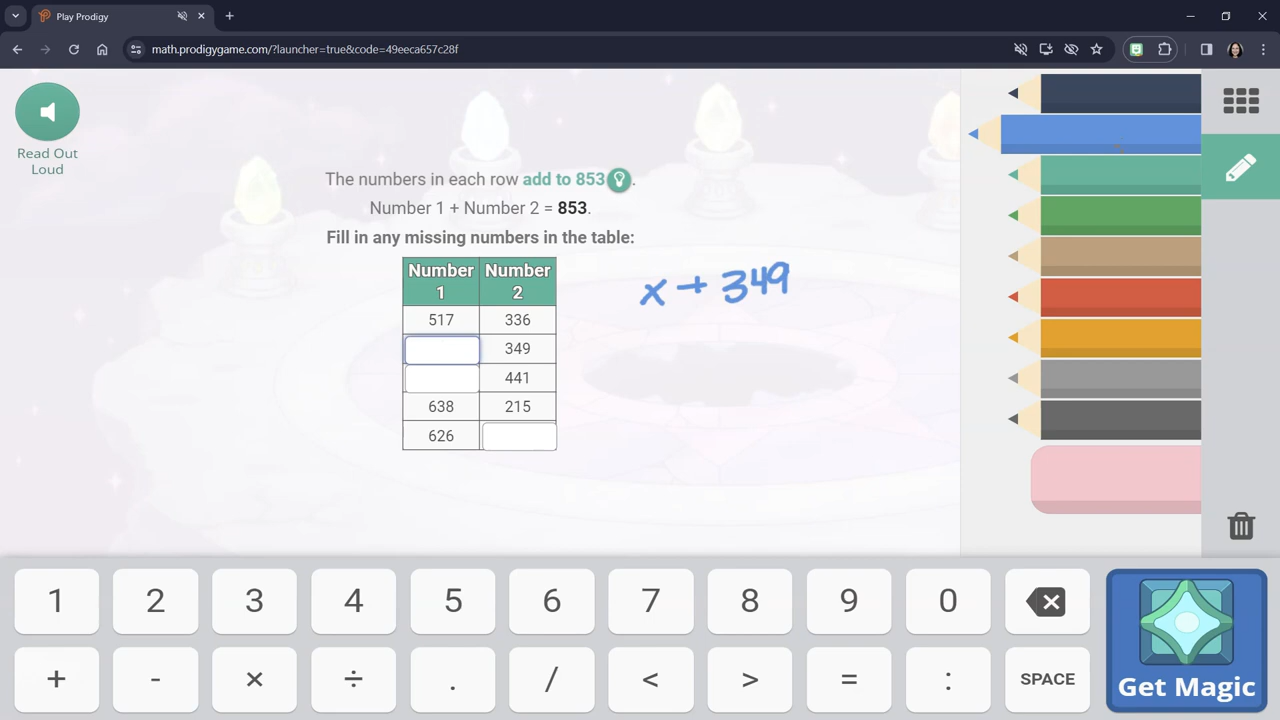 Play Prodigy
math.prodigygame.com/?launcher=true&code=49eeca657c28f
Read Out
Loud
The numbers in each row add to 853.
Number 1 + Number 2 = 853.
Fill in any missing numbers in the table:
Number 1 Number 2
517 336
349
441
638 215
626
x + 349
1 2 3 4 5 6 7 8 9 0
+ - × ÷ . / < > = : SPACE
Get Magic